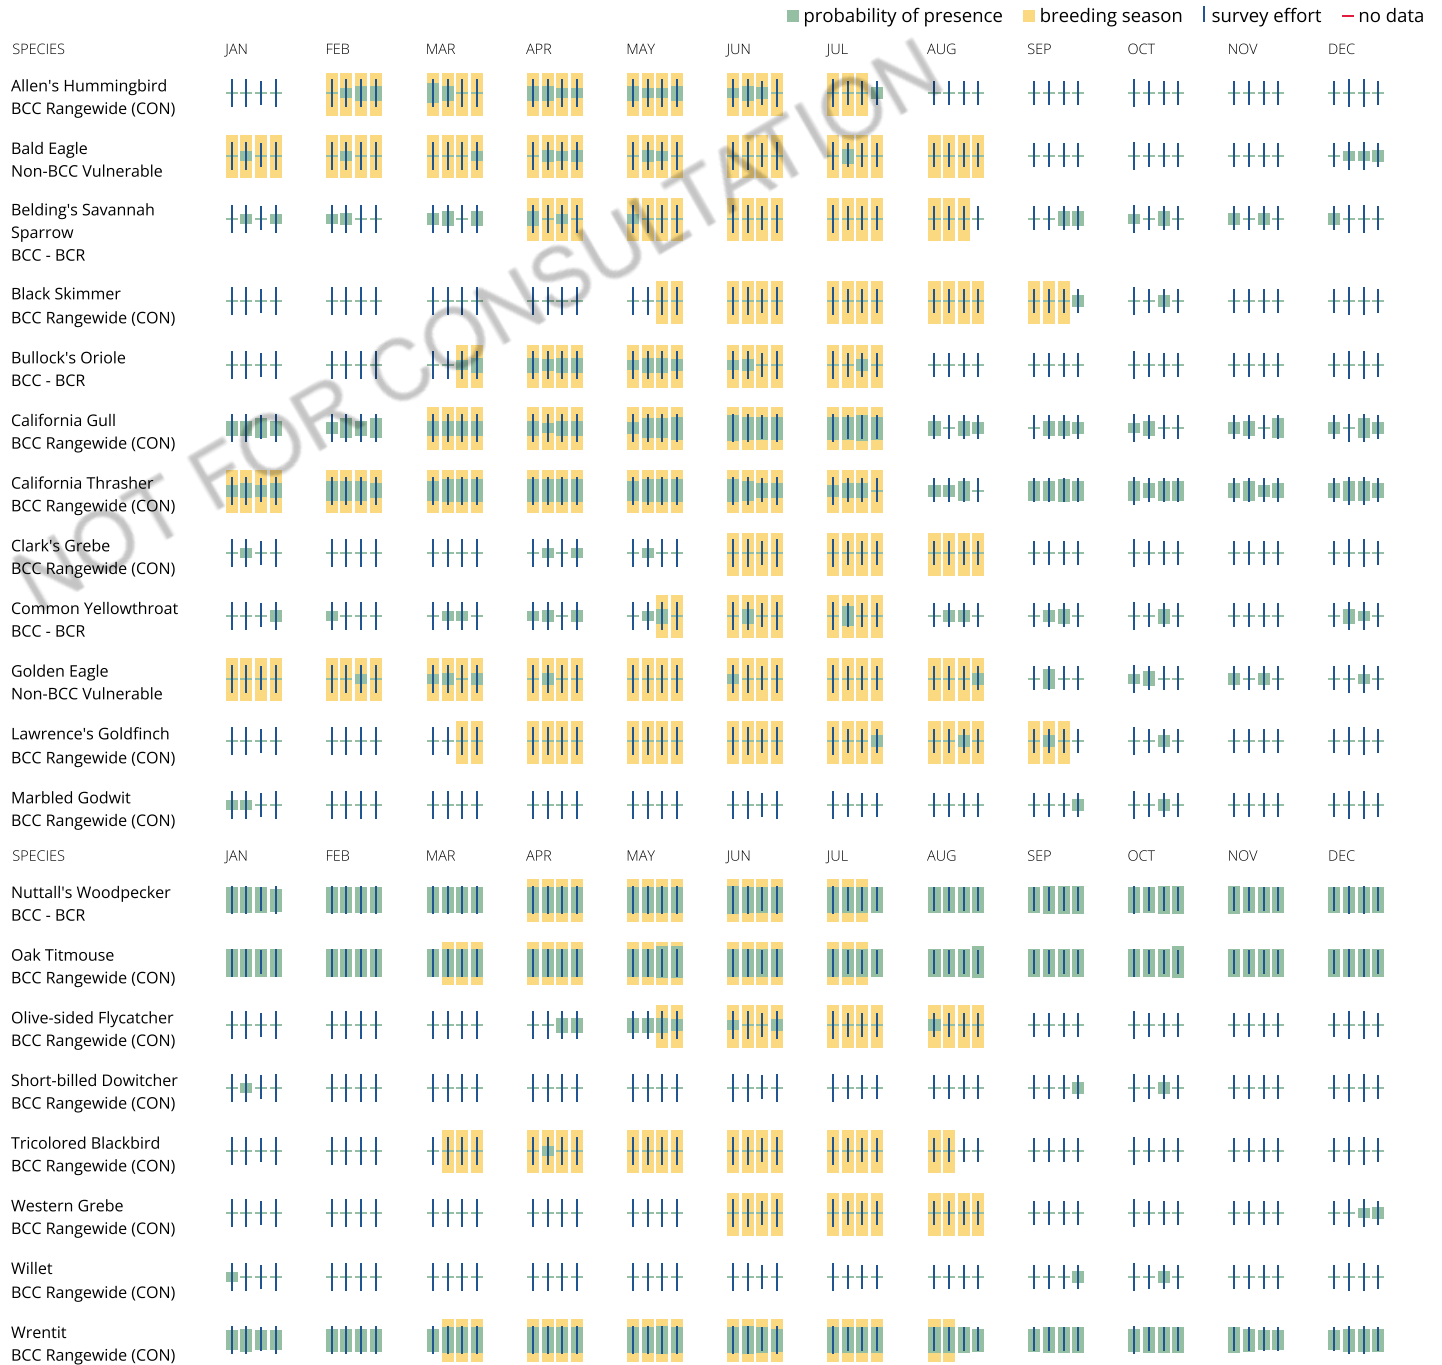 probability of presence breeding season survey effort no data
SPECIES JAN FEB MAR APR MAY JUN JUL AUG SEP OCT NOV DEC
Allen's Hummingbird
BCC Rangewide (CON)
Bald Eagle
Non-BCC Vulnerable
Belding's Savannah
Sparrow
BCC - BCR
Black Skimmer
BCC Rangewide (CON)
Bullock's Oriole
BCC - BCR
California Gull
BCC Rangewide (CON)
California Thrasher
BCC Rangewide (CON)
Clark's Grebe
BCC Rangewide (CON)
Common Yellowthroat
BCC - BCR
Golden Eagle
Non-BCC Vulnerable
Lawrence's Goldfinch
BCC Rangewide (CON)
Marbled Godwit
BCC Rangewide (CON)
SPECIES JAN FEB MAR APR MAY JUN JUL AUG SEP OCT NOV DEC
Nuttall's Woodpecker
BCC - BCR
Oak Titmouse
BCC Rangewide (CON)
Olive-sided Flycatcher
BCC Rangewide (CON)
Short-billed Dowitcher
BCC Rangewide (CON)
Tricolored Blackbird
BCC Rangewide (CON)
Western Grebe
BCC Rangewide (CON)
Willet
BCC Rangewide (CON)
Wrentit
BCC Rangewide (CON)
NOT FOR CONSULTATION